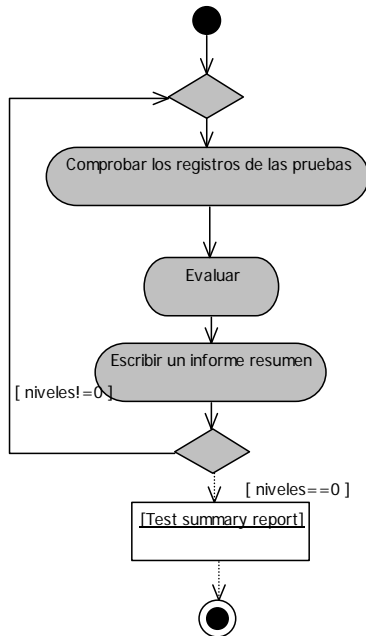 Comprobar los registros de las pruebas
Evaluar
Escribir un informe resumen
[ niveles!=0 ]
[ niveles==0 ]
[Test summary report]